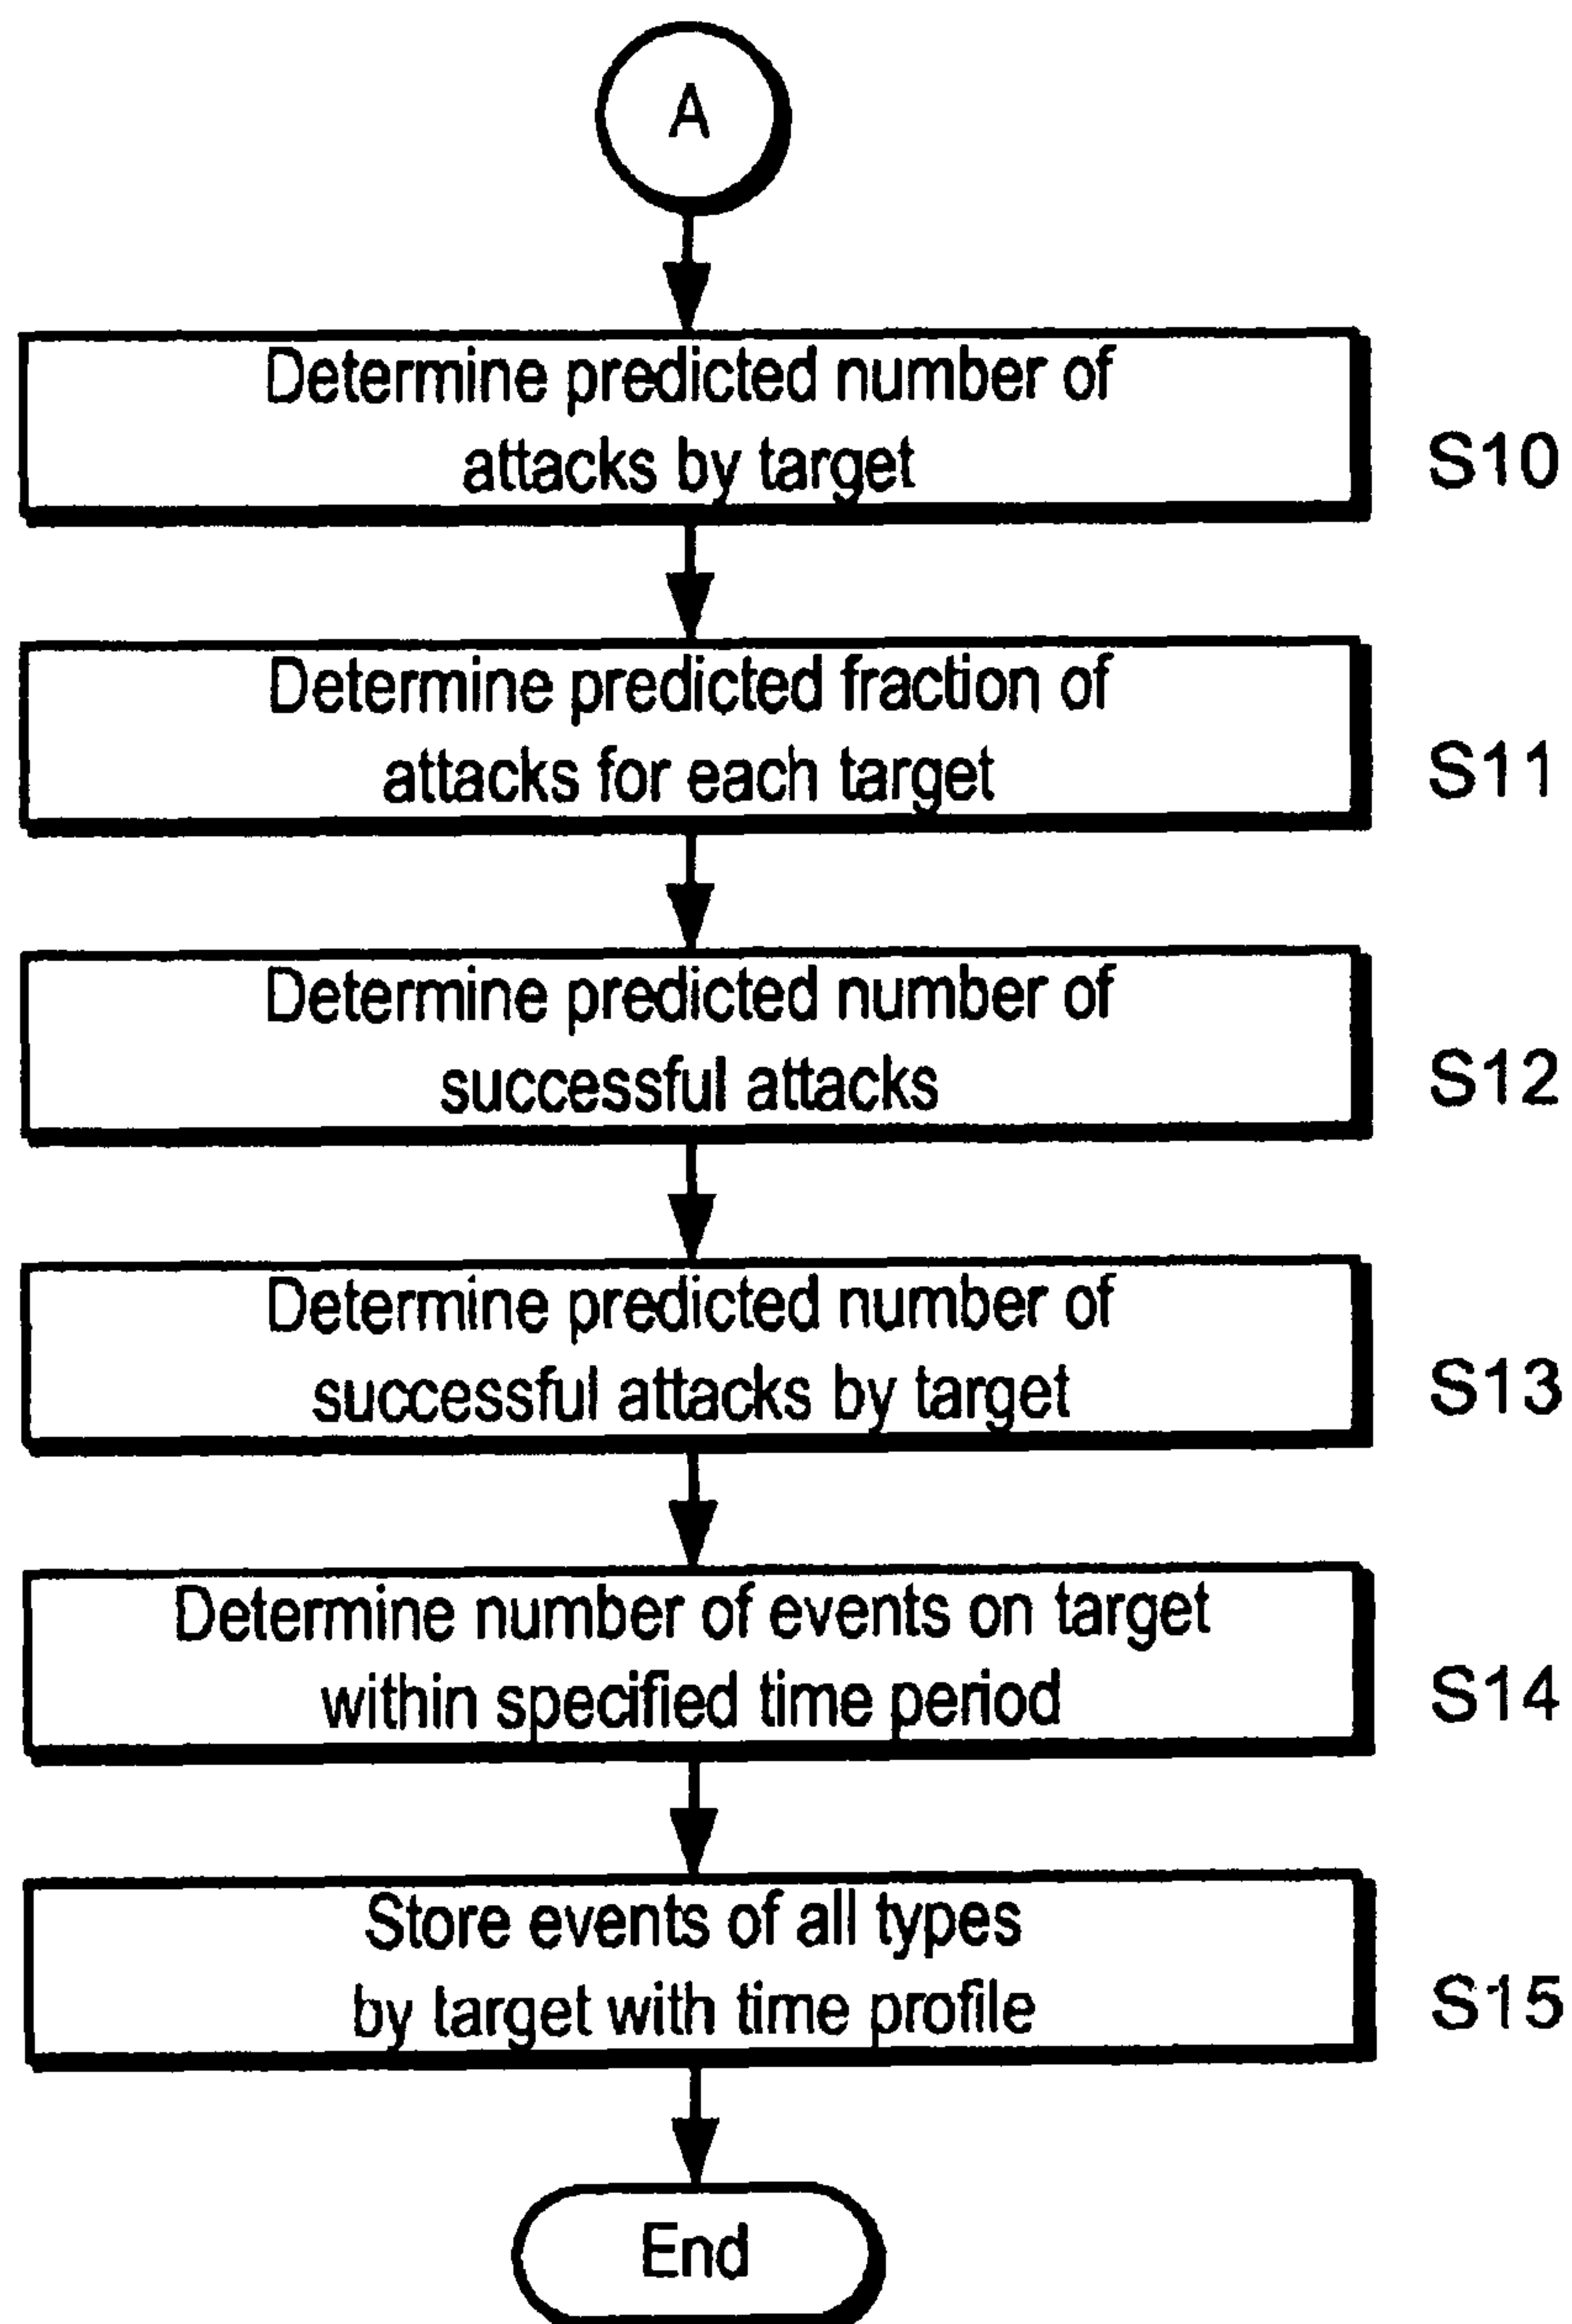 A
Determine predicted number of
attacks by target
S10
Determine predicted fraction of
attacks for each target
S11
Determine predicted number of
successful attacks
S12
Determine predicted number of
successful attacks by target
S13
Determine number of events on target
within specified time period
S14
Store events of all types
by target with time profile
S15
End